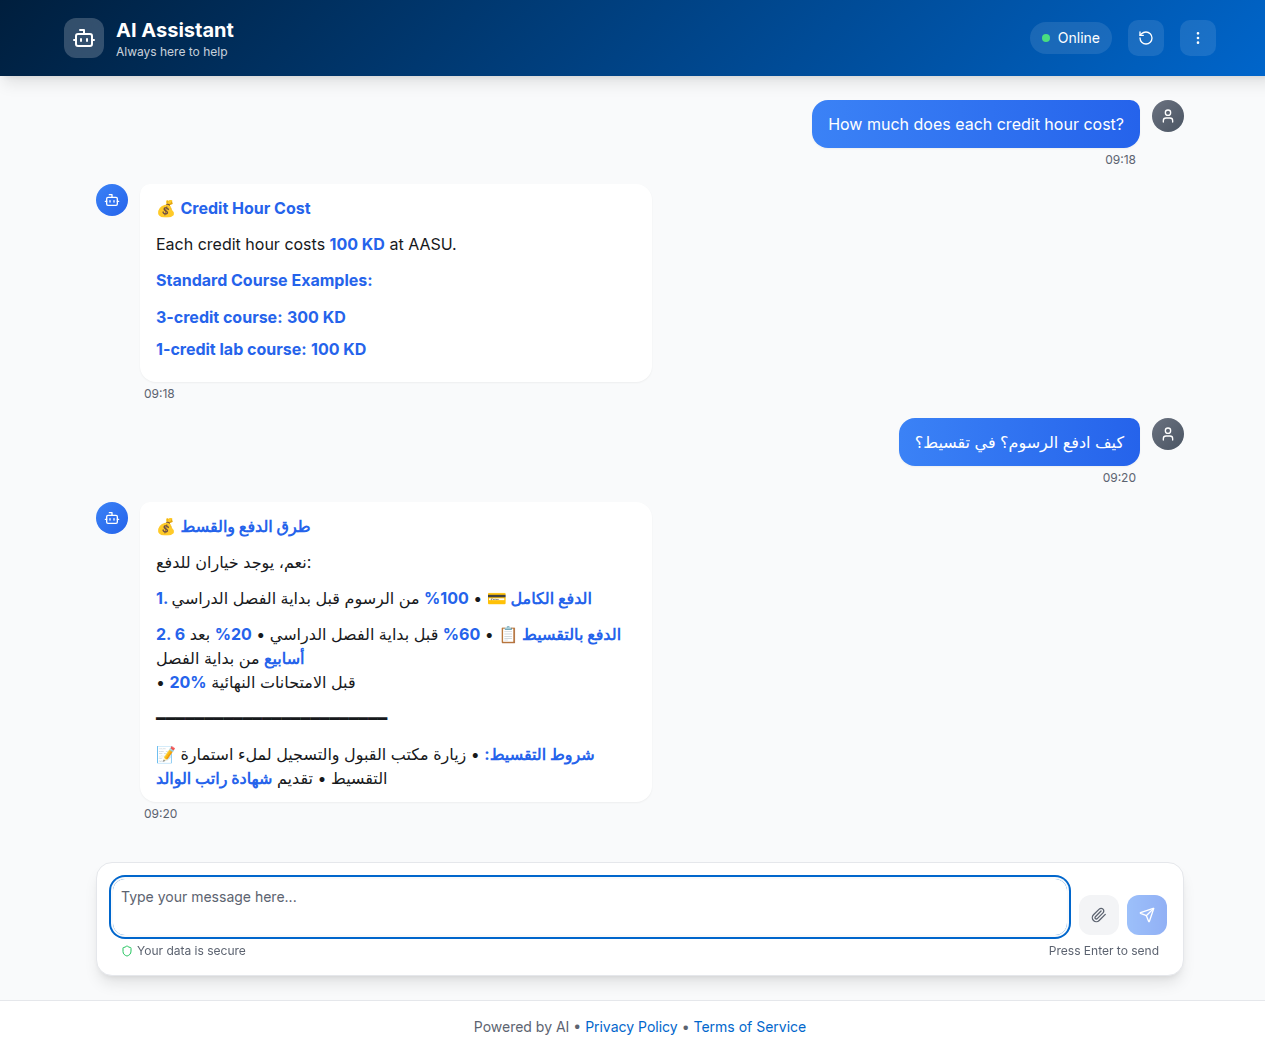 AI Assistant
Always here to help
Online
How much does each credit hour cost?
09:18
💰 Credit Hour Cost
Each credit hour costs 100 KD at AASU.
Standard Course Examples:
3-credit course: 300 KD
1-credit lab course: 100 KD
09:18
كيف ادفع الرسوم؟ في تقسيط؟
09:20
💰 طرق الدفع والقسط
نعم، يوجد خياران للدفع:
1. الدفع الكامل 💳 • 100% من الرسوم قبل بداية الفصل الدراسي
2. الدفع بالتقسيط 📋 • 60% قبل بداية الفصل الدراسي • 20% بعد 6
أسابيع من بداية الفصل
• 20% قبل الامتحانات النهائية
━━━━━━━━━━━━━━━━━━━━━
📝 شروط التقسيط: • زيارة مكتب القبول والتسجيل لملء استمارة
التقسيط • تقديم شهادة راتب الوالد
09:20
Type your message here...
Your data is secure
Press Enter to send
Powered by AI • Privacy Policy • Terms of Service